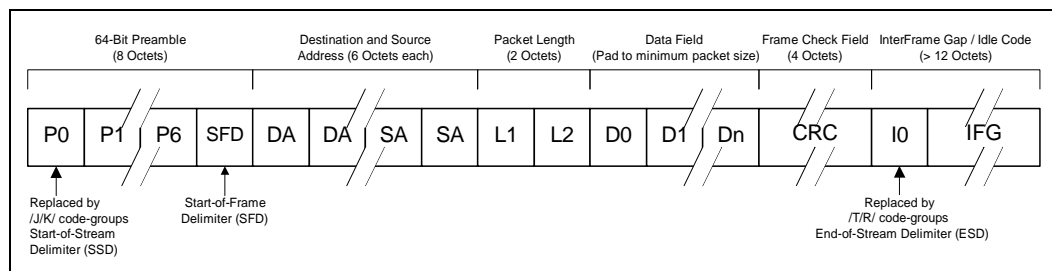 64-Bit Preamble
(8 Octets)
Destination and Source
Address (6 Octets each)
Packet Length
(2 Octets)
Data Field
(Pad to minimum packet size)
Frame Check Field
(4 Octets)
InterFrame Gap / Idle Code
(> 12 Octets)
P0 P1 P6 SFD DA DA SA SA L1 L2 D0 D1 Dn CRC I0 IFG
Replaced by
/J/K/ code-groups
Start-of-Stream
Delimiter (SSD)
Start-of-Frame
Delimiter (SFD)
Replaced by
/T/R/ code-groups
End-of-Stream Delimiter (ESD)